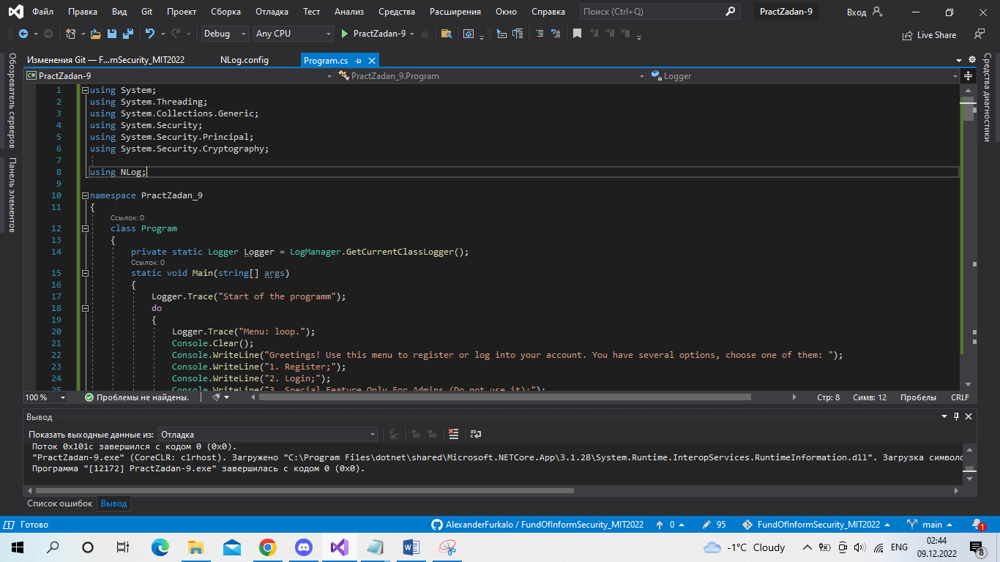 Файл Правка Вид Git Проект Сборка Отладка Тест Анализ Средства Расширения Окно Справка Поиск (Ctrl+Q) PractZadan-9 Вход
Debug Any CPU PractZadan-9 Live Share
Изменения Git — F...mSecurity_MIT2022 NLog.config Program.cs
C# PractZadan-9 PractZadan_9.Program Logger
Обозреватель серверов
Панель элементов
Средства диагностики
1 using System;
2 using System.Threading;
3 using System.Collections.Generic;
4 using System.Security;
5 using System.Security.Principal;
6 using System.Security.Cryptography;
7
8 using NLog;
9
10 namespace PractZadan_9
11 {
Ссылок: 0
12 class Program
13 {
14 private static Logger Logger = LogManager.GetCurrentClassLogger();
Ссылок: 0
15 static void Main(string[] args)
16 {
17 Logger.Trace("Start of the programm");
18 do
19 {
20 Logger.Trace("Menu: loop.");
21 Console.Clear();
22 Console.WriteLine("Greetings! Use this menu to register or log into your account. You have several options, choose one of them: ");
23 Console.WriteLine("1. Register;");
24 Console.WriteLine("2. Login;");
25 Console.WriteLine("3. Special Feature Only For Admins (Do not use it);");
100 % Проблемы не найдены. Стр: 8 Симв: 12 Пробелы CRLF
Вывод
Показать выходные данные из: Отладка
Поток 0x101c завершился с кодом 0 (0x0).
"PractZadan-9.exe" (CoreCLR: clrhost). Загружено "C:\Program Files\dotnet\shared\Microsoft.NETCore.App\3.1.28\System.Runtime.InteropServices.RuntimeInformation.dll". Загрузка символо
Программа "[12172] PractZadan-9.exe" завершилась с кодом 0 (0x0).
Список ошибок Вывод
Готово AlexanderFurkalo / FundOfInformSecurity_MIT2022 0 95 FundOfInformSecurity_MIT2022 main 1
-1°C Cloudy ENG 02:44
09.12.2022 8